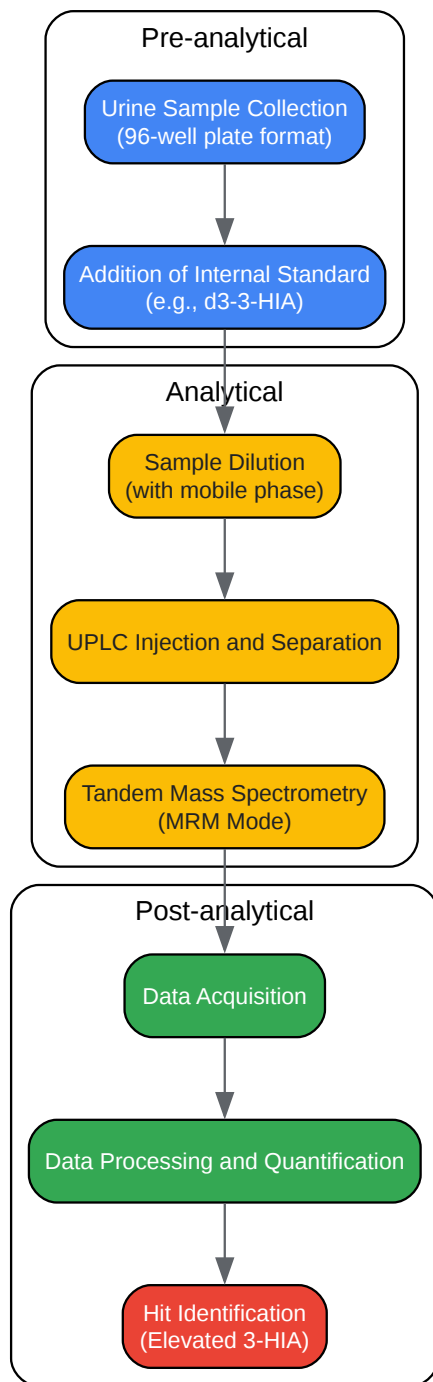 Pre-analytical
Urine Sample Collection
(96-well plate format)
Addition of Internal Standard
(e.g., d3-3-HIA)
Analytical
Sample Dilution
(with mobile phase)
UPLC Injection and Separation
Tandem Mass Spectrometry
(MRM Mode)
Post-analytical
Data Acquisition
Data Processing and Quantification
Hit Identification
(Elevated 3-HIA)